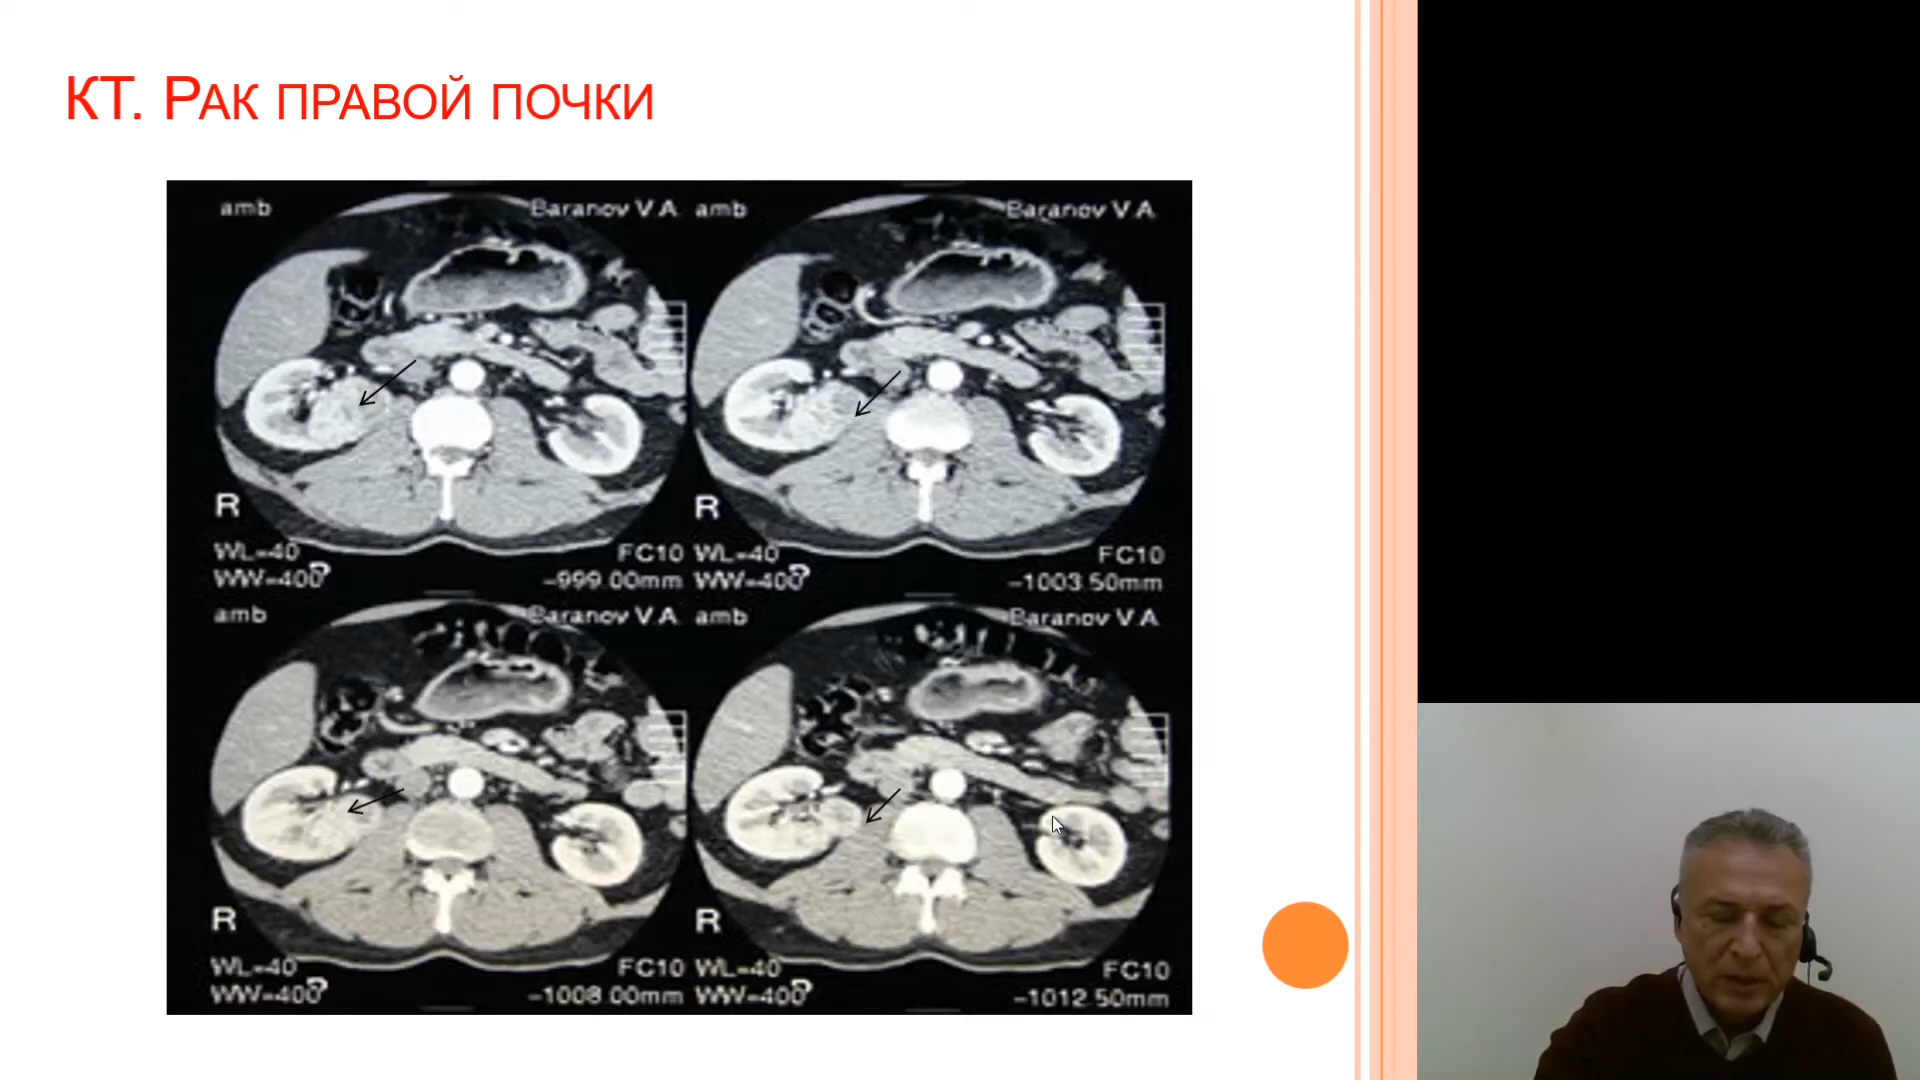 КТ. Рак правой почки
amb Baranov V.A.
R
WL=40 FC10
WW=400 -999.00mm
amb Baranov V.A.
R
WL=40 FC10
WW=400 -1003.50mm
amb Baranov V.A.
R
WL=40 FC10
WW=400 -1008.00mm
amb Baranov V.A.
R
WL=40 FC10
WW=400 -1012.50mm